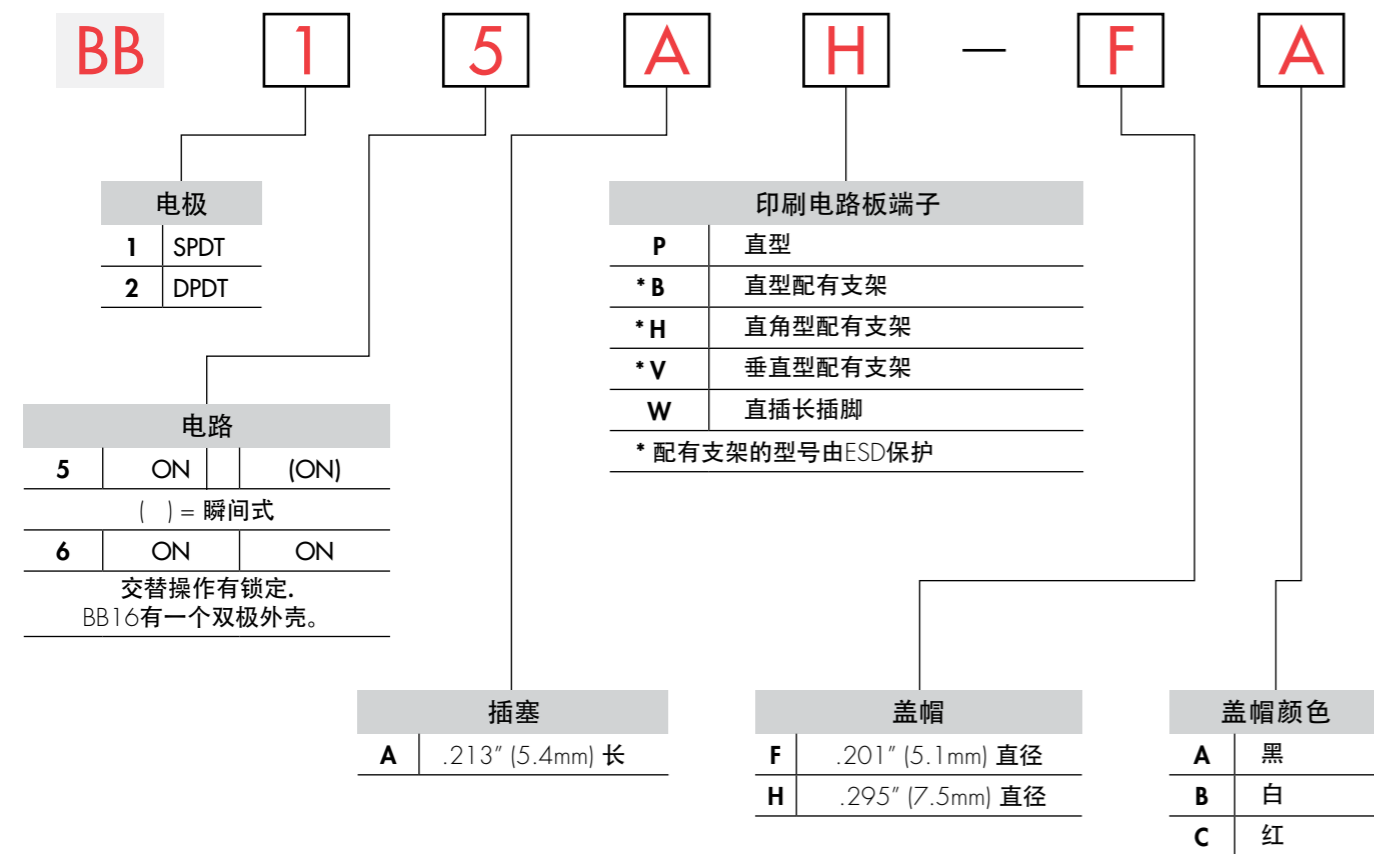 BB 1 5 A H — F A
电极
1 SPDT
2 DPDT
印刷电路板端子
P 直型
* B 直型配有支架
* H 直角型配有支架
* V 垂直型配有支架
W 直插长插脚
* 配有支架的型号由ESD保护
电路
5 ON (ON)
( ) = 瞬间式
6 ON ON
交替操作有锁定.
BB16有一个双极外壳。
插塞
A .213" (5.4mm) 长
盖帽
F .201" (5.1mm) 直径
H .295" (7.5mm) 直径
盖帽颜色
A 黑
B 白
C 红